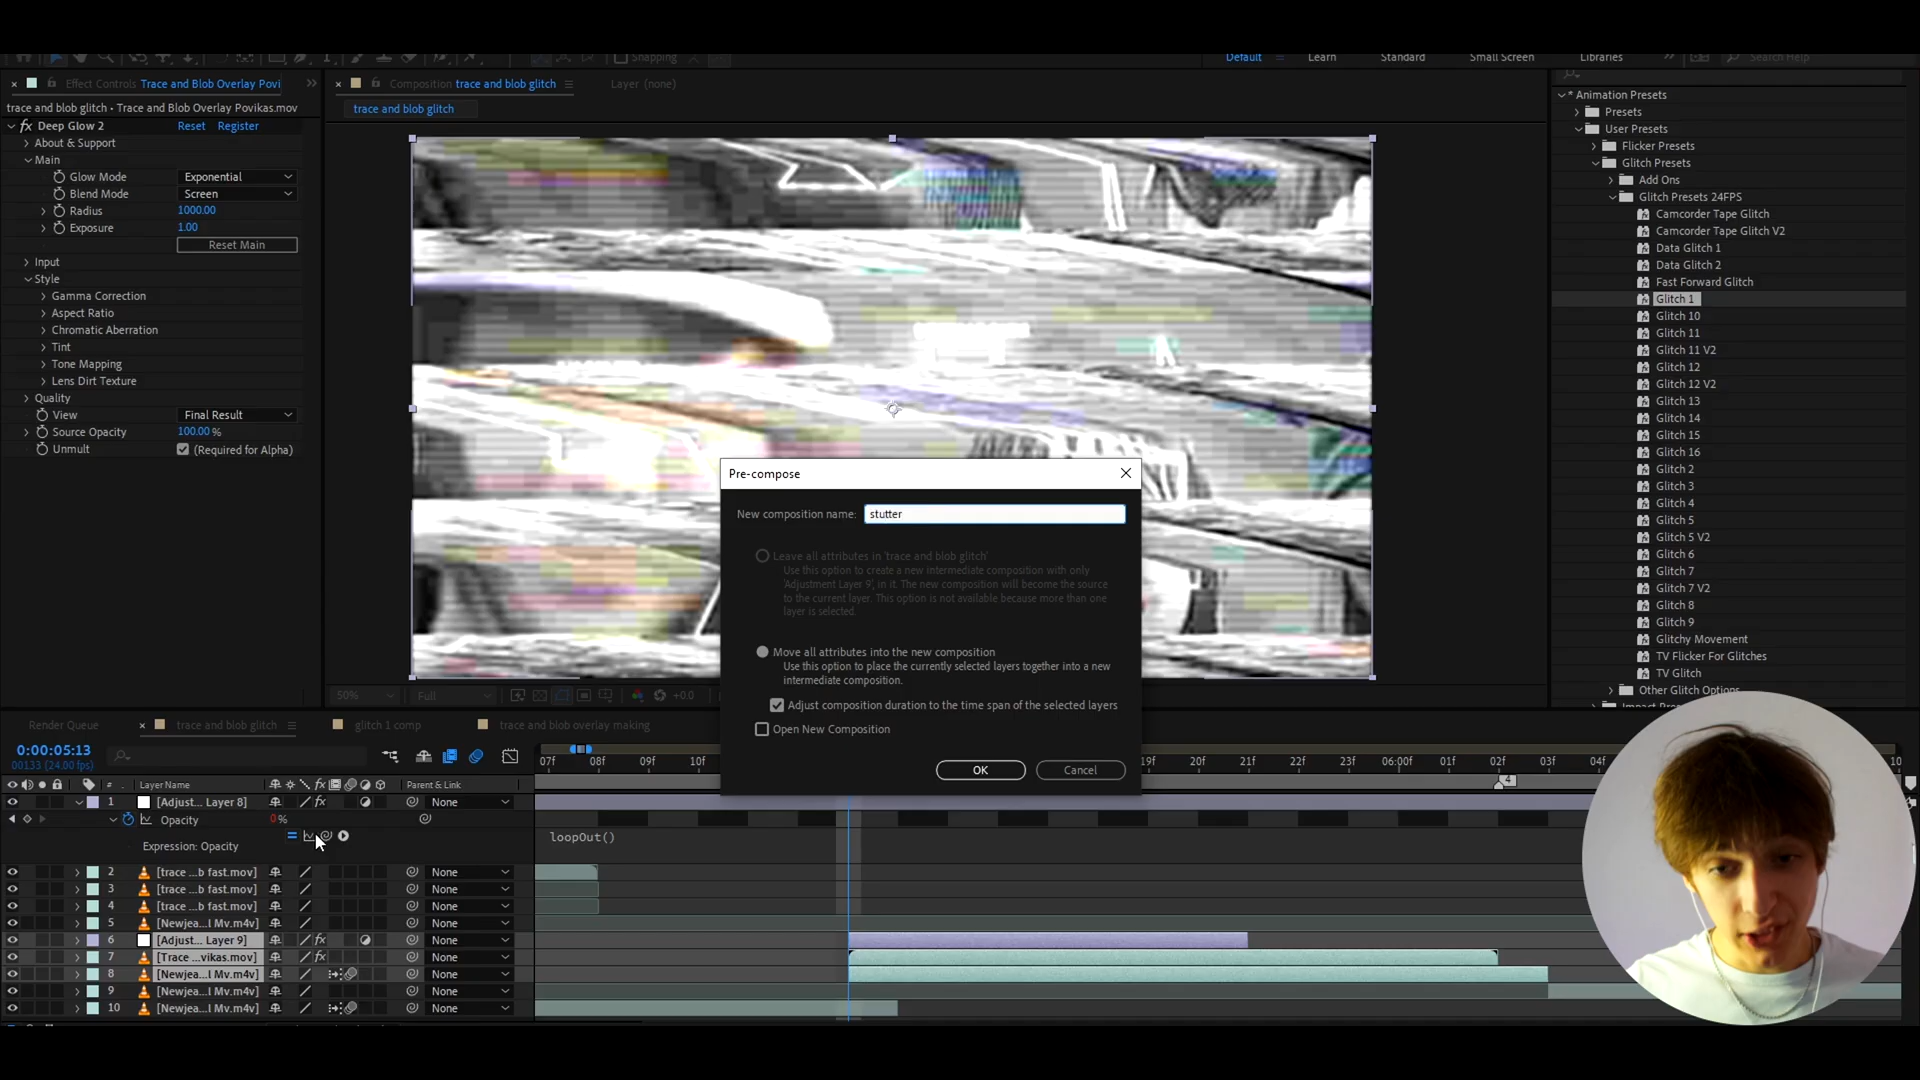 Snapping
Default
Learn
Standard
Small Screen
Libraries
Search Help
Effect Controls Trace and Blob Overlay Povi
Composition trace and blob glitch
Layer (none)
trace and blob glitch • Trace and Blob Overlay Povikas.mov
trace and blob glitch
fx Deep Glow 2
Reset
Register
About & Support
Main
Glow Mode
Exponential
Blend Mode
Screen
Radius
1000.00
Exposure
1.00
Reset Main
Input
Style
Gamma Correction
Aspect Ratio
Chromatic Aberration
Tint
Tone Mapping
Lens Dirt Texture
Quality
View
Final Result
Source Opacity
100.00 %
Unmult
(Required for Alpha)
* Animation Presets
Presets
User Presets
Flicker Presets
Glitch Presets
Add Ons
Glitch Presets 24FPS
Camcorder Tape Glitch
Camcorder Tape Glitch V2
Data Glitch 1
Data Glitch 2
Fast Forward Glitch
Glitch 1
Glitch 10
Glitch 11
Glitch 11 V2
Glitch 12
Glitch 12 V2
Glitch 13
Glitch 14
Glitch 15
Glitch 16
Glitch 2
Glitch 3
Glitch 4
Glitch 5
Glitch 5 V2
Glitch 6
Glitch 7
Glitch 7 V2
Glitch 8
Glitch 9
Glitchy Movement
TV Flicker For Glitches
TV Glitch
Other Glitch Options
Pre-compose
New composition name:
stutter
Leave all attributes in 'trace and blob glitch'
Use this option to create a new intermediate composition with only
'Adjustment Layer 9', in it. The new composition will become the source
to the current layer. This option is not available because more than one
layer is selected.
Move all attributes into the new composition
Use this option to place the currently selected layers together into a new
intermediate composition.
Adjust composition duration to the time span of the selected layers
Open New Composition
OK
Cancel
50%
Full
+0.0
Render Queue
trace and blob glitch
glitch 1 comp
trace and blob overlay making
0:00:05:13
00133 (24.00 fps)
07f
08f
09f
10f
19f
20f
21f
22f
23f
06:00f
01f
02f
03f
04f
10
4
#
Layer Name
fx
Parent & Link
1
[Adjust... Layer 8]
fx
None
Opacity
0 %
Expression: Opacity
loopOut()
2
[trace ...b fast.mov]
None
3
[trace ...b fast.mov]
None
4
[trace ...b fast.mov]
None
5
[Newjea...l Mv.m4v]
None
6
[Adjust... Layer 9]
fx
None
7
[Trace ...vikas.mov]
fx
None
8
[Newjea...l Mv.m4v]
None
9
[Newjea...l Mv.m4v]
None
10
[Newjea...l Mv.m4v]
None